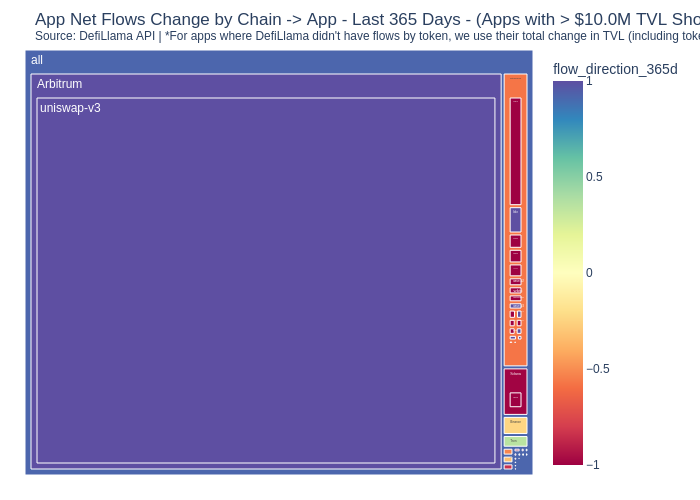 App Net Flows Change by Chain -> App - Last 365 Days - (Apps with > $10.0M TVL Sho
Source: DefiLlama API | *For apps where DefiLlama didn't have flows by token, we use their total change in TVL (including toke
all
Arbitrum
uniswap-v3
flow_direction_365d
1
0.5
0
−0.5
−1